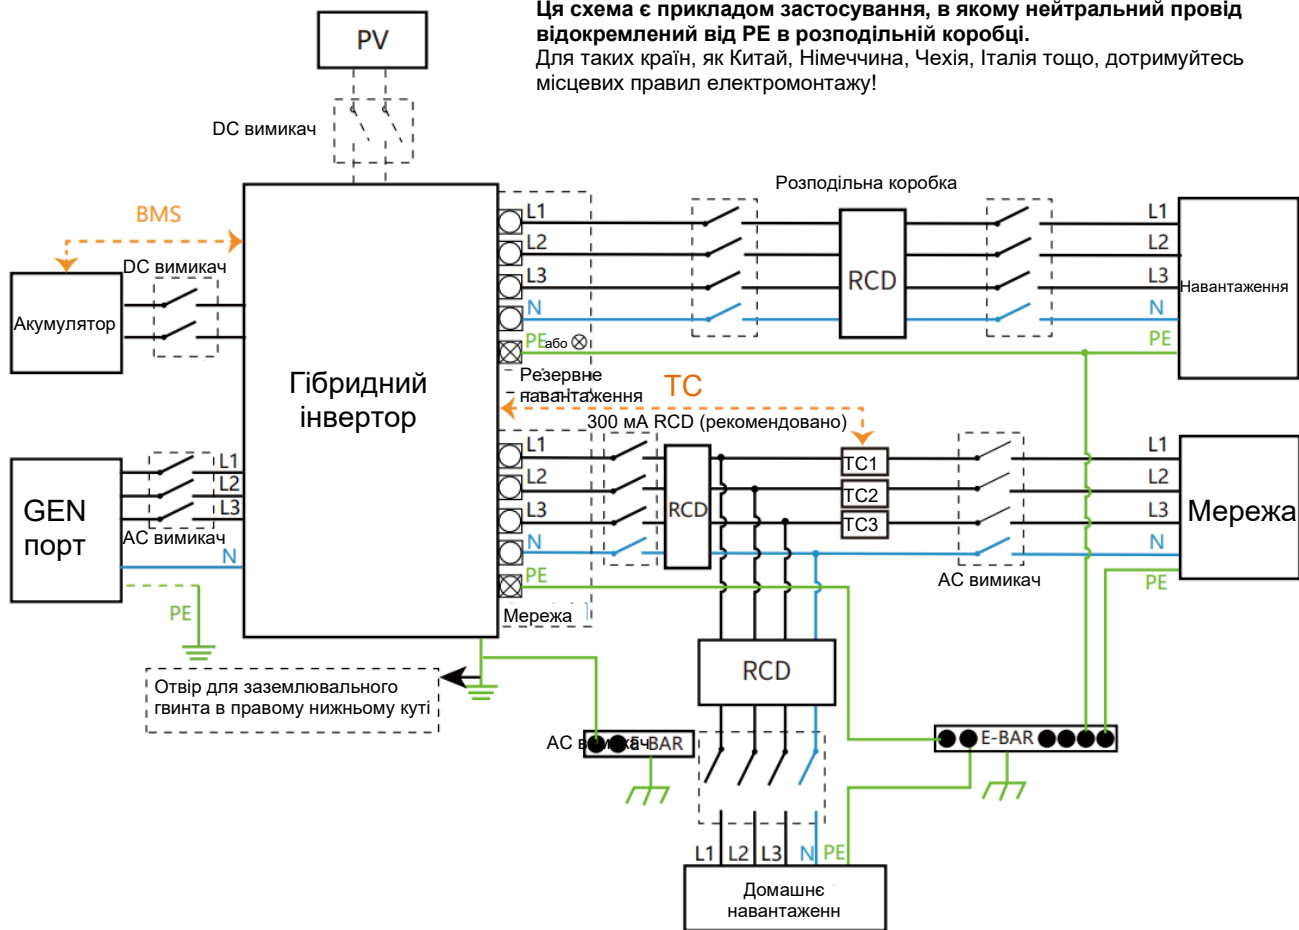 Ця схема є прикладом застосування, в якому нейтральний провід
відокремлений від PE в розподільній коробці.
Для таких країн, як Китай, Німеччина, Чехія, Італія тощо, дотримуйтесь
місцевих правил електромонтажу!
PV
DC вимикач
Розподільна коробка
BMS
DC вимикач
Акумулятор
Гібридний
інвертор
L1
L2
L3
N
PE
або
Резервне
навантаження
RCD
L1
L2
L3
N
PE
Навантаження
TC
300 мА RCD (рекомендовано)
GEN
порт
L1
L2
L3
AC вимикач
N
PE
L1
L2
L3
N
PE
Мережа
RCD
TC1
TC2
TC3
AC вимикач
L1
L2
L3
N
PE
Мережа
Отвір для заземлювального
гвинта в правому нижньому куті
RCD
AC вимикач
E-BAR
E-BAR
L1
L2
L3
N
PE
Домашнє
навантаженн